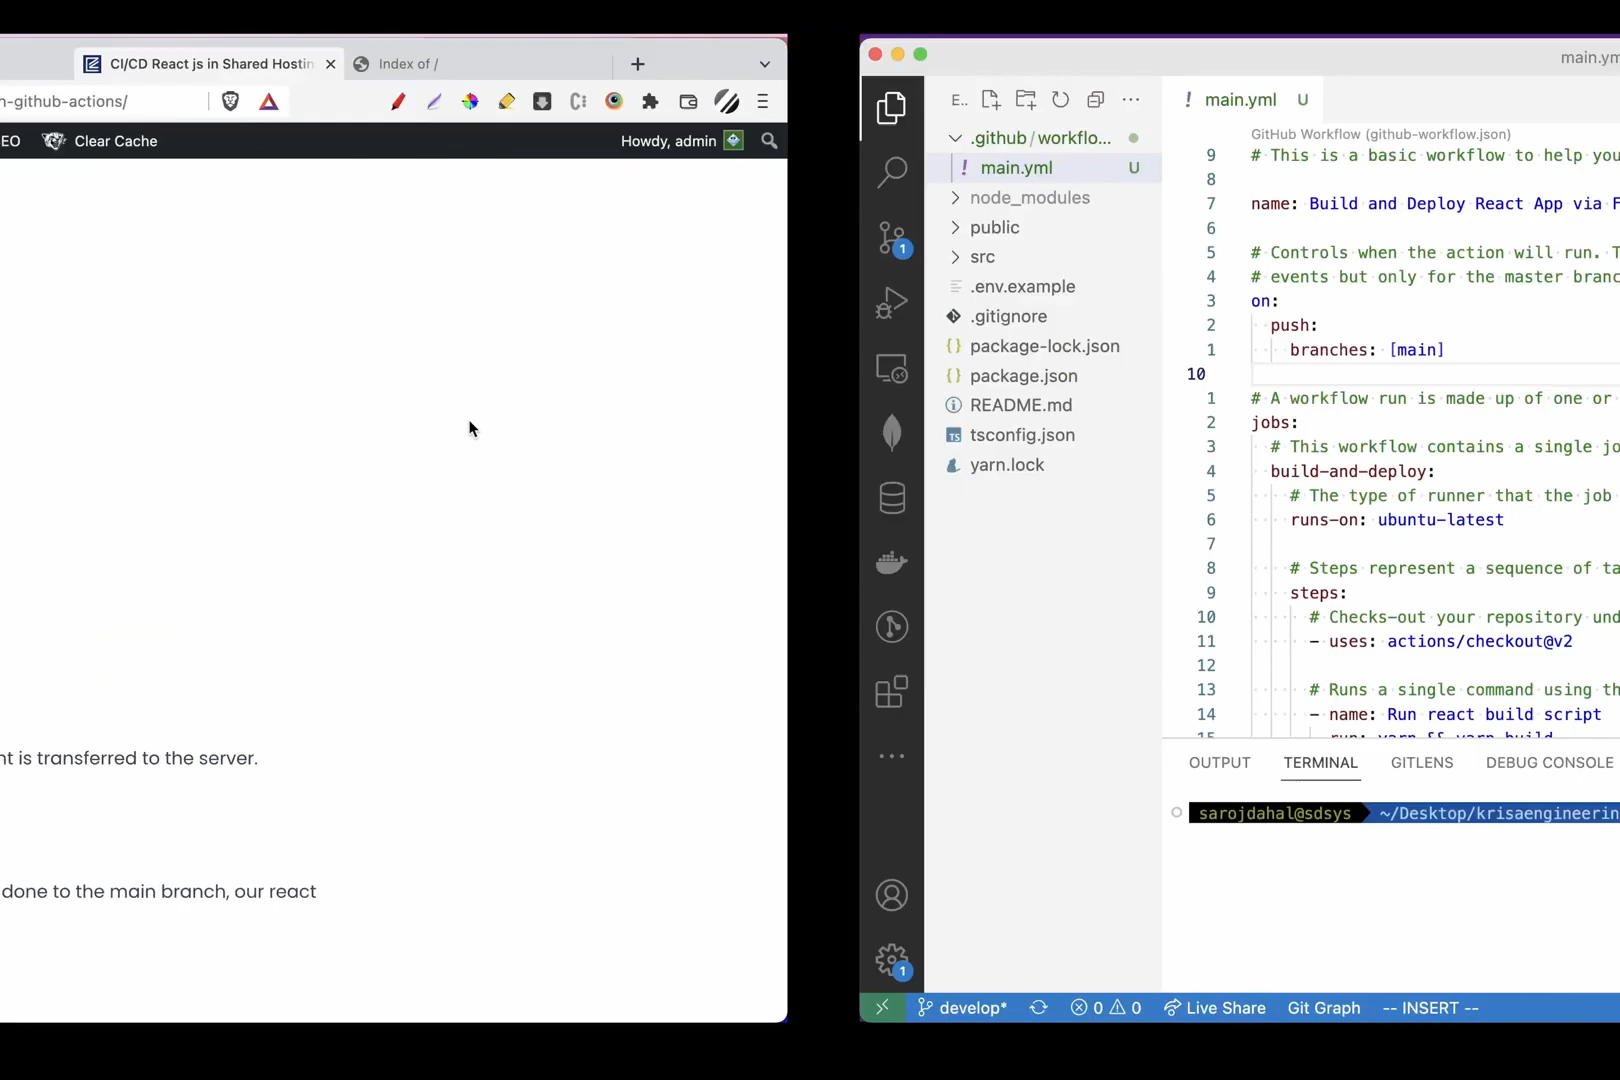 CI/CD React js in Shared Hostin
Index of /
n-github-actions/
EO
Clear Cache
Howdy, admin
nt is transferred to the server.
done to the main branch, our react
main.ym
E..
.github/workflo...
main.yml
U
node_modules
public
src
.env.example
.gitignore
package-lock.json
package.json
README.md
tsconfig.json
yarn.lock
1
1
main.yml
U
GitHub Workflow (github-workflow.json)
9 # This is a basic workflow to help you
8
7 name: Build and Deploy React App via F
6
5 # Controls when the action will run. T
4 # events but only for the master branc
3 on:
2 push:
1 branches: [main]
10
1 # A workflow run is made up of one or
2 jobs:
3 # This workflow contains a single jo
4 build-and-deploy:
5 # The type of runner that the job
6 runs-on: ubuntu-latest
7
8 # Steps represent a sequence of ta
9 steps:
10 # Checks-out your repository und
11 - uses: actions/checkout@v2
12
13 # Runs a single command using th
14 - name: Run react build script
15 run: yarn && yarn build
OUTPUT TERMINAL GITLENS DEBUG CONSOLE
sarojdahal@sdsys ~/Desktop/krisaengineerin
develop* 0 0 Live Share Git Graph -- INSERT --